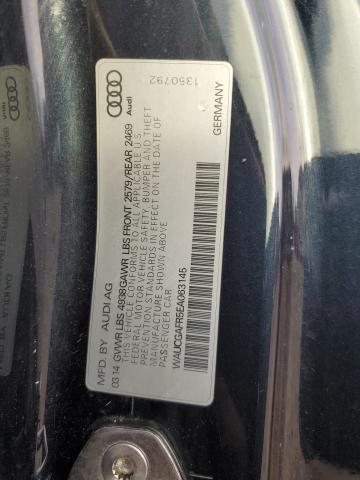 Audi
1350792
MFD. BY AUDI AG
03.14 GVWR LBS 4938 GAWR LBS FRONT 2579/REAR 2469
THIS VEHICLE CONFORMS TO ALL APPLICABLE U.S.
FEDERAL MOTOR VEHICLE SAFETY, BUMPER AND THEFT
PREVENTION STANDARDS IN EFFECT ON THE DATE OF
MANUFACTURE SHOWN ABOVE.
PASSENGER CAR
WAUCGAFR5EA063145
GERMANY